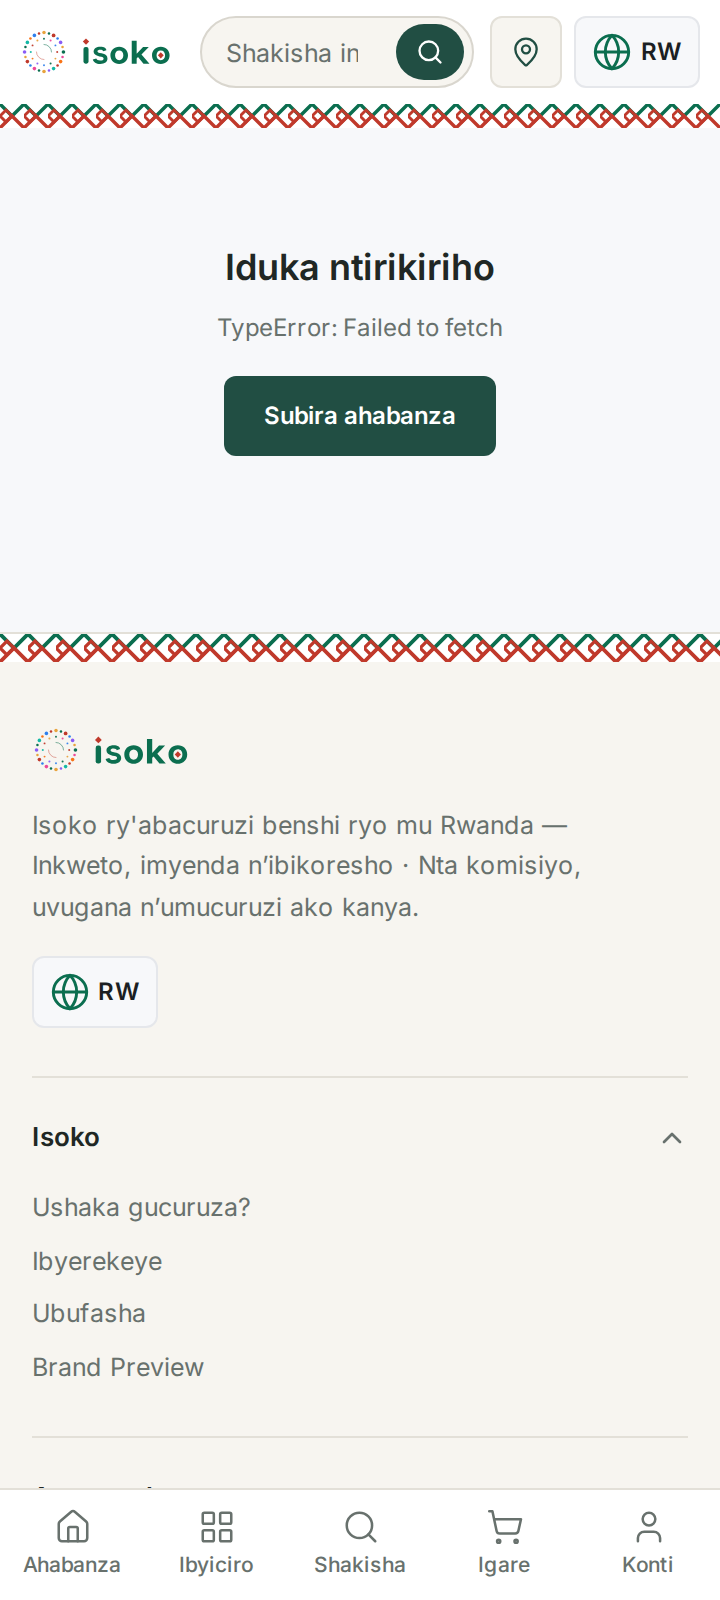 isoko
Shakisha in
RW
Iduka ntirikiriho
TypeError: Failed to fetch
Subira ahabanza
isoko
Isoko ry'abacuruzi benshi ryo mu Rwanda —
Inkweto, imyenda n’ibikoresho · Nta komisiyo,
uvugana n’umucuruzi ako kanya.
RW
Isoko
Ushaka gucuruza?
Ibyerekeye
Ubufasha
Brand Preview
Ahabanza
Ibyiciro
Shakisha
Igare
Konti